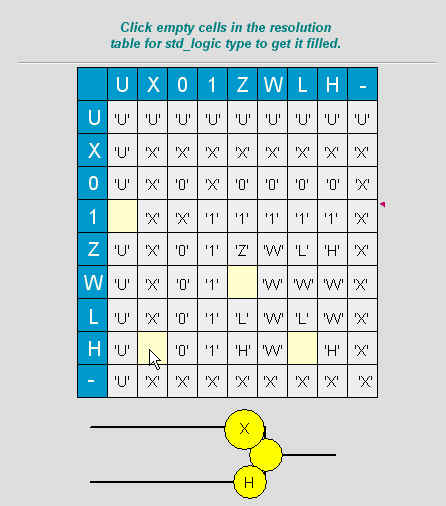 Click empty cells in the resolution
table for std_logic type to get it filled.
U X 0 1 Z W L H -
U 'U' 'U' 'U' 'U' 'U' 'U' 'U' 'U' 'U'
X 'U' 'X' 'X' 'X' 'X' 'X' 'X' 'X' 'X'
0 'U' 'X' '0' 'X' '0' '0' '0' '0' 'X'
1 'X' 'X' '1' '1' '1' '1' '1' 'X'
Z 'U' 'X' '0' '1' 'Z' 'W' 'L' 'H' 'X'
W 'U' 'X' '0' '1' 'W' 'W' 'W' 'X'
L 'U' 'X' '0' '1' 'L' 'W' 'L' 'W' 'X'
H 'U' '0' '1' 'H' 'W' 'H' 'X'
- 'U' 'X' 'X' 'X' 'X' 'X' 'X' 'X' 'X'
X
H